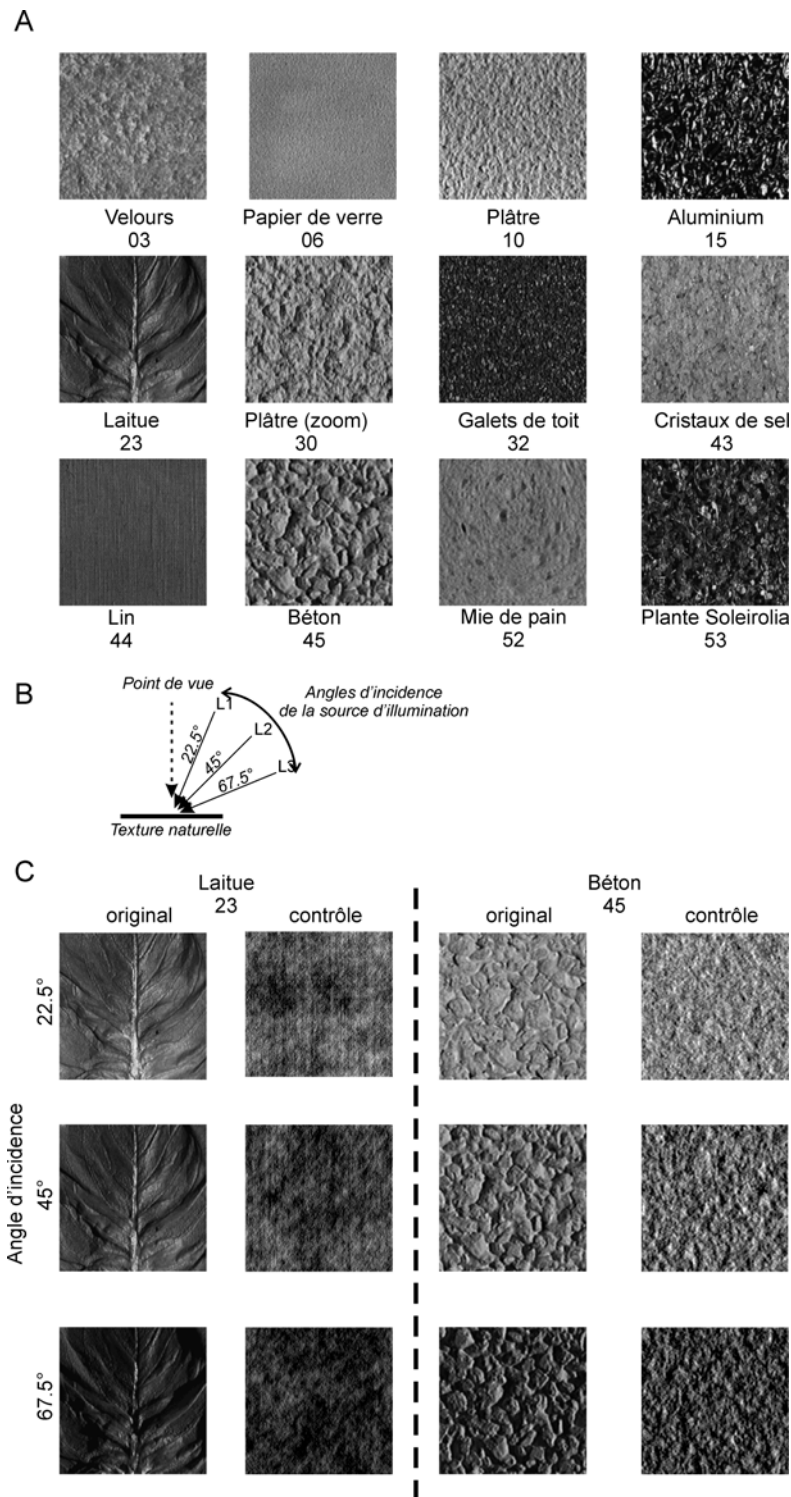 A
Velours Papier de verre Plâtre Aluminium
03 06 10 15
Laitue Plâtre (zoom) Galets de toit Cristaux de sel
23 30 32 43
Lin Béton Mie de pain Plante Soleirolia
44 45 52 53
B
Point de vue
Angles d'incidence
de la source d'illumination
L1
L2
L3
22.5°
45°
67.5°
Texture naturelle
C
Laitue Béton
23 45
original contrôle original contrôle
22.5°
Angle d'incidence
45°
67.5°